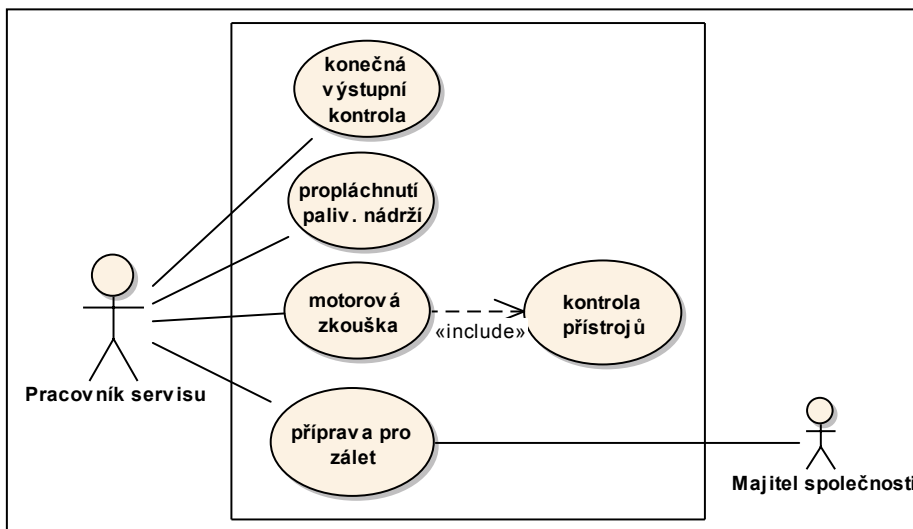 konečná
výstupní
kontrola
propláchnutí
paliv. nádrží
motorová
zkouška
«include»
kontrola
přístrojů
Pracovník servisu
příprava pro
zálet
Majitel společnosti